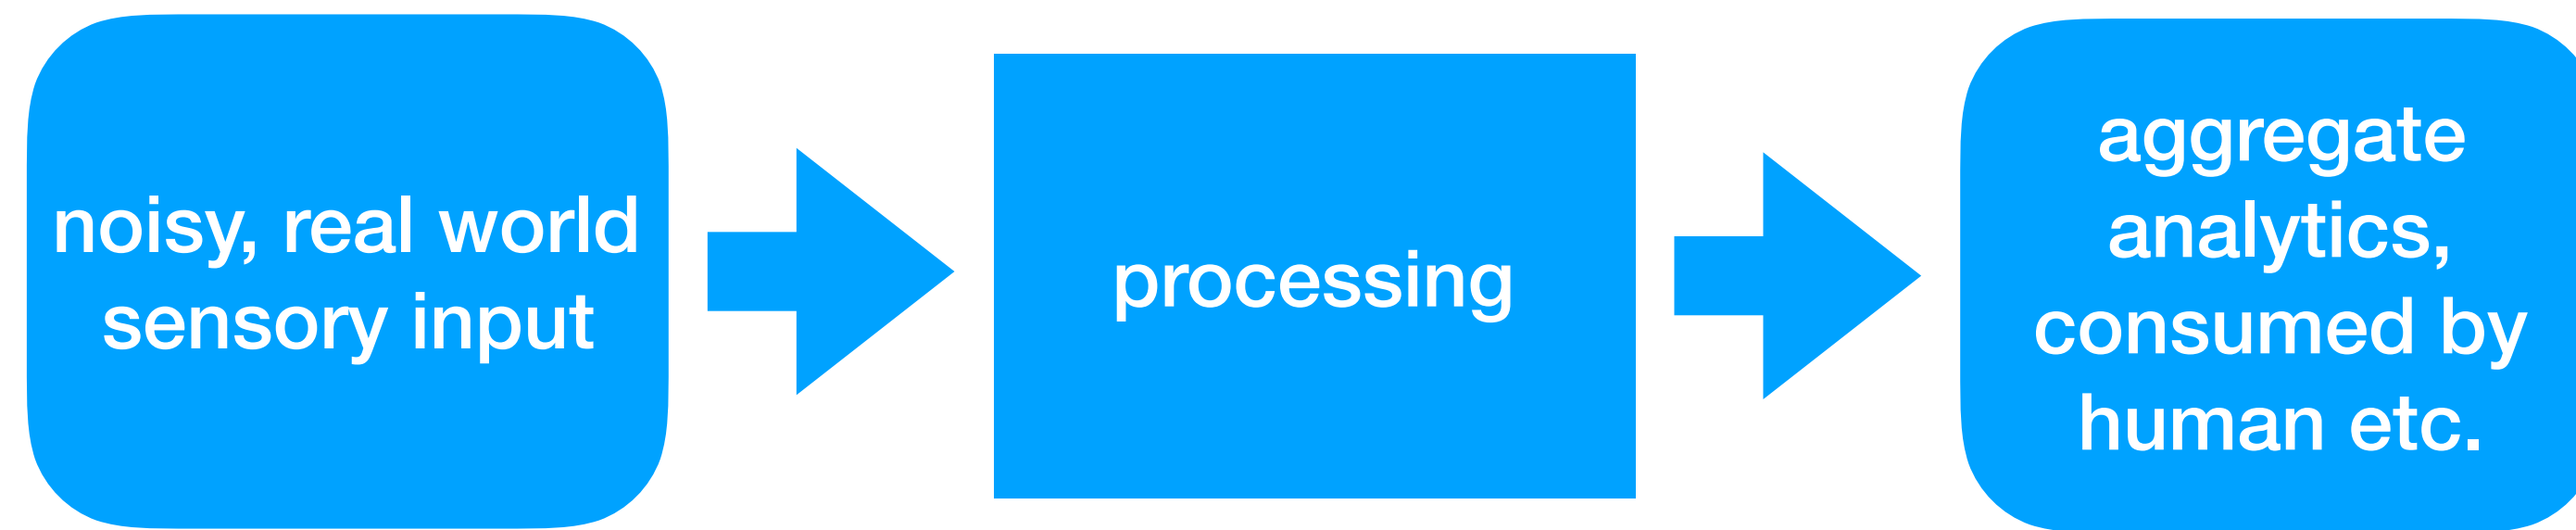 noisy, real world
sensory input
processing
aggregate
analytics,
consumed by
human etc.